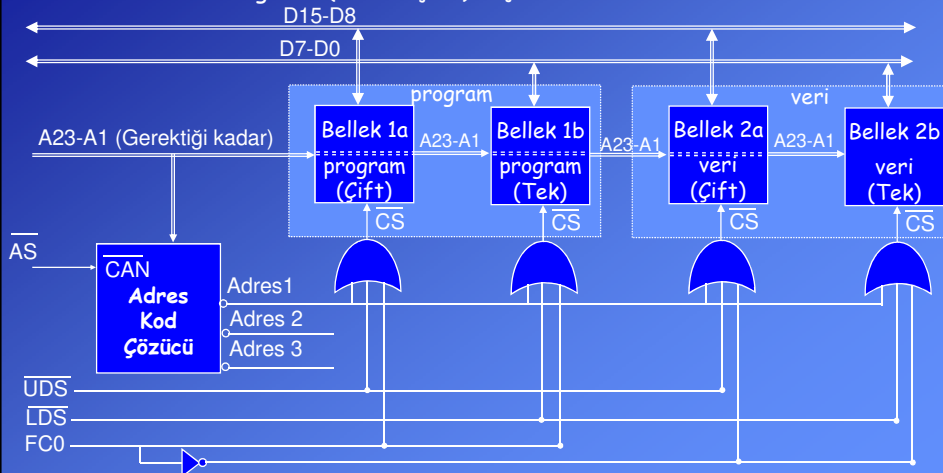 D15-D8
D7-D0
program
veri
A23-A1 (Gerektiği kadar)
Bellek 1a
program
(Çift)
A23-A1
Bellek 1b
program
(Tek)
A23-A1
Bellek 2a
veri
(Çift)
A23-A1
Bellek 2b
veri
(Tek)
CS
CS
CS
CS
AS
CAN
Adres
Kod
Çözücü
Adres1
Adres 2
Adres 3
UDS
LDS
FC0